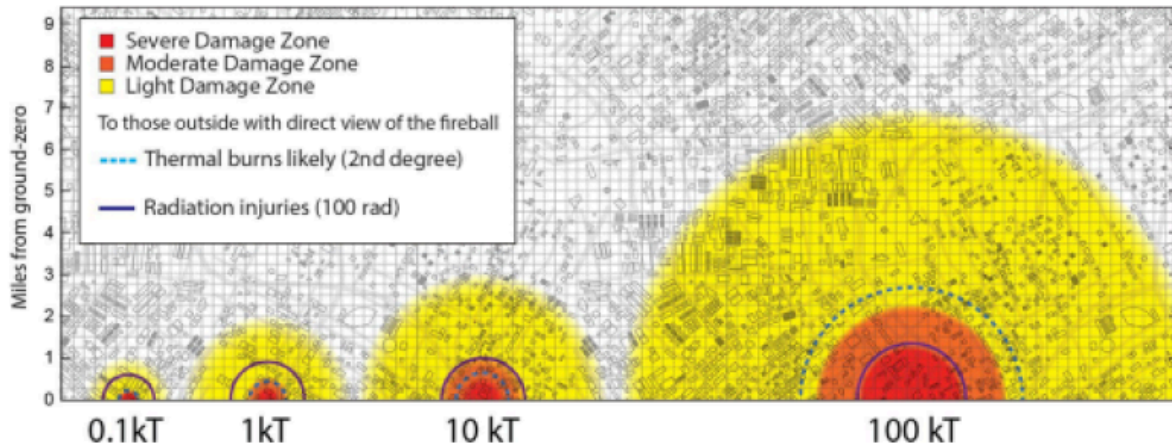 Severe Damage Zone
Moderate Damage Zone
Light Damage Zone
To those outside with direct view of the fireball
Thermal burns likely (2nd degree)
Radiation injuries (100 rad)
Miles from ground-zero
9
8
7
6
5
4
3
2
1
0
0.1kT 1kT 10 kT 100 kT